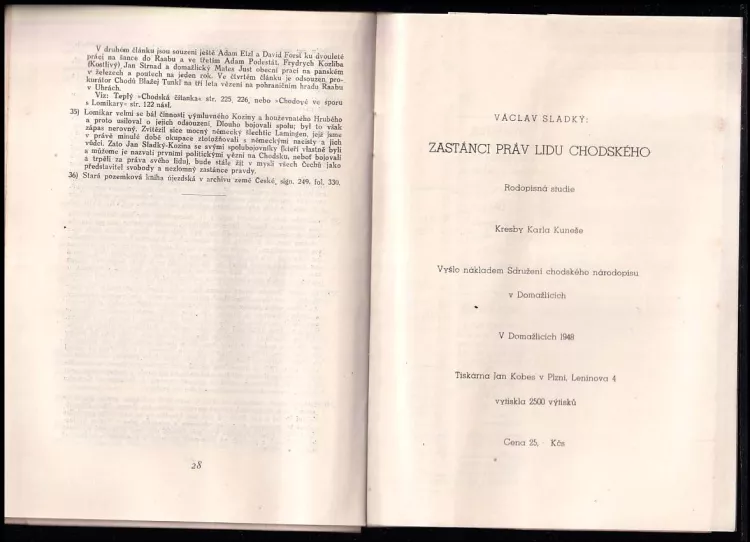 V druhém článku jsou souzeni ještě Adam Etzl a David Forst ku dvouleté
práci na šance do Raabu a ve třetím Adam Podestát, Frydrych Kozliba
(Kostlivý) Jan Strnad a domažlický Mates Just obecní prací na panském
v železech a poutech na jeden rok. Ve čtvrtém článku je odsouzen pro-
kurátor Chodů Blažej Tunkl na tři léta vězení na pohraničním hradu Raabu
v Uhrách.
Viz: Teplý »Chodská čítanka« str. 225, 226, nebo »Chodové ve sporu
s Lomikary« str. 122 násl.
35) Lomikar velmi se bál činnosti výmluvného Koziny a houževnatého Hrubého
a proto usiloval o jejich odsouzení. Dlouho bojovali spolu; byl to však
zápas nerovný. Zvítězil sice mocný německý šlechtic Lamingen, jejž jsme
v právě minulé době okupace ztotožňovali s německými nacisty a jich
vůdci. Zato Jan Sladký-Kozina se svými spolubojovníky (kteří vlastně byli
a můžeme je nazvati prvními politickými vězni na Chodsku, neboť bojovali
a trpěli za práva svého lidu), bude stále žít v mysli všech Čechů jako
představitel svobody a nezlomný zastánce pravdy.
36) Stará pozemková kniha újezdská v archivu země České, sign. 249. fol. 330.
28
VÁCLAV SLADKÝ:
ZASTÁNCI PRÁV LIDU CHODSKÉHO
Rodopisná studie
Kresby Karla Kuneše
Vyšlo nákladem Sdružení chodského národopisu
v Domažlicích
V Domažlicích 1948
Tiskárna Jan Kobes v Plzni, Leninova 4
vytiskla 2500 výtisků
Cena 25,- Kčs